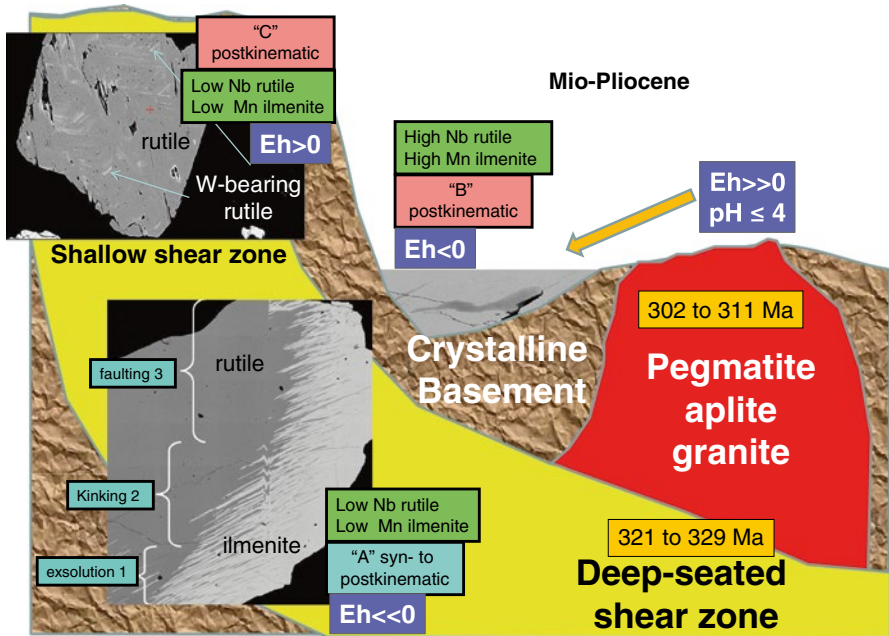 “C”
postkinematic
Low Nb rutile
Low Mn ilmenite
Eh>0
rutile
W-bearing
rutile
Shallow shear zone
Mio-Pliocene
High Nb rutile
High Mn ilmenite
“B”
postkinematic
Eh<0
Eh>>0
pH ≤ 4
302 to 311 Ma
Crystalline
Basement
Pegmatite
aplite
granite
faulting 3
rutile
Kinking 2
ilmenite
exsolution 1
Low Nb rutile
Low Mn ilmenite
“A” syn- to
postkinematic
Eh<<0
321 to 329 Ma
Deep-seated
shear zone